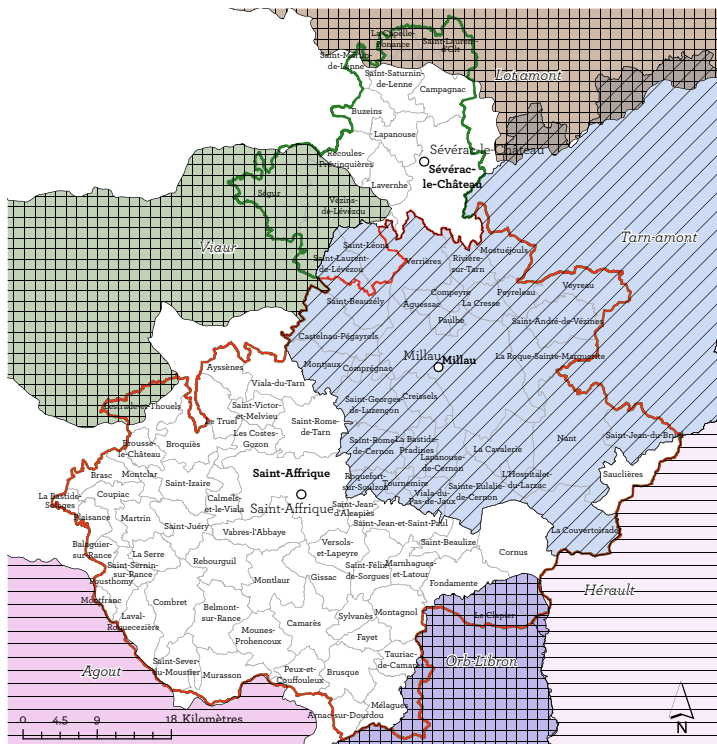 La Capelle-
Bonance
Saint-Laurent-
d'Olt
Saint-Martin-
de-Lenne
Saint-Saturnin-
de-Lenne
Lot amont
Campagnac
Buzeins
Lapanouse
Sévérac-le-Château
Recoules-
Prévinquières
Sévérac-
le-Château
Lavernhe
Ségur
Vézins-
de-Lévézou
Viaur
Tarn-amont
Saint-Léons
Mostuéjouls
Saint-Laurent-
de-Lévézou
Verrières
Rivière-
sur-Tarn
Veyreau
Compeyre
Peyreleau
Saint-Beauzély
Aguessac
La Cresse
Paulhe
Saint-André-de-Vézines
Castelnau-Pégayrols
Millau
Millau
La Roque-Sainte-Marguerite
Montjaux
Comprégnac
Ayssènes
Viala-du-Tarn
Saint-Georges-
de-Luzençon
Creissels
Lestrade-et-Thouels
Saint-Victor-
et-Melvieu
Le Truel
Saint-Rome-
de-Tarn
Les Costes-
Gozon
Brousse-
le-Château
Broquiès
Saint-Rome-
de-Cernon
La Bastide-
Pradines
Nant
Saint-Jean-du-Bruel
La Cavalerie
Lapanouse-
de-Cernon
Saint-Affrique
Brasc
Montclar
Saint-Izaire
Roquefort-
sur-Soulzon
Tournemire
L'Hospitalet-
du-Larzac
Sauclières
Sainte-Eulalie-
de-Cernon
La Bastide-
Solages
Coupiac
Calmels-
et-le-Viala
Viala-du-
Pas-de-Jaux
Saint-Affrique
Saint-Jean-
d'Alcapiès
Plaisance
Martrin
Saint-Juéry
Saint-Jean-et-Saint-Paul
Vabres-l'Abbaye
La Couvertoirade
Balaguier-
sur-Rance
Versols-
et-Lapeyre
Saint-Beaulize
Cornus
La Serre
Rebourguil
Saint-Sernin-
sur-Rance
Saint-Félix-
de-Sorgues
Marnhagues-
et-Latour
Pousthomy
Montlaur
Gissac
Fondamente
Hérault
Montfranc
Combret
Belmont-
sur-Rance
Laval-
Roquecezière
Camarès
Sylvanès
Montagnol
Le Clapier
Mounes-
Prohencoux
Fayet
Saint-Sever-
du-Moustier
Tauriac-
de-Camarès
Orb-Libron
Agout
Murasson
Peux-et-
Couffouleux
Brusque
Mélagues
Arnac-sur-Dourdou
0 4,5 9 18 Kilomètres
N